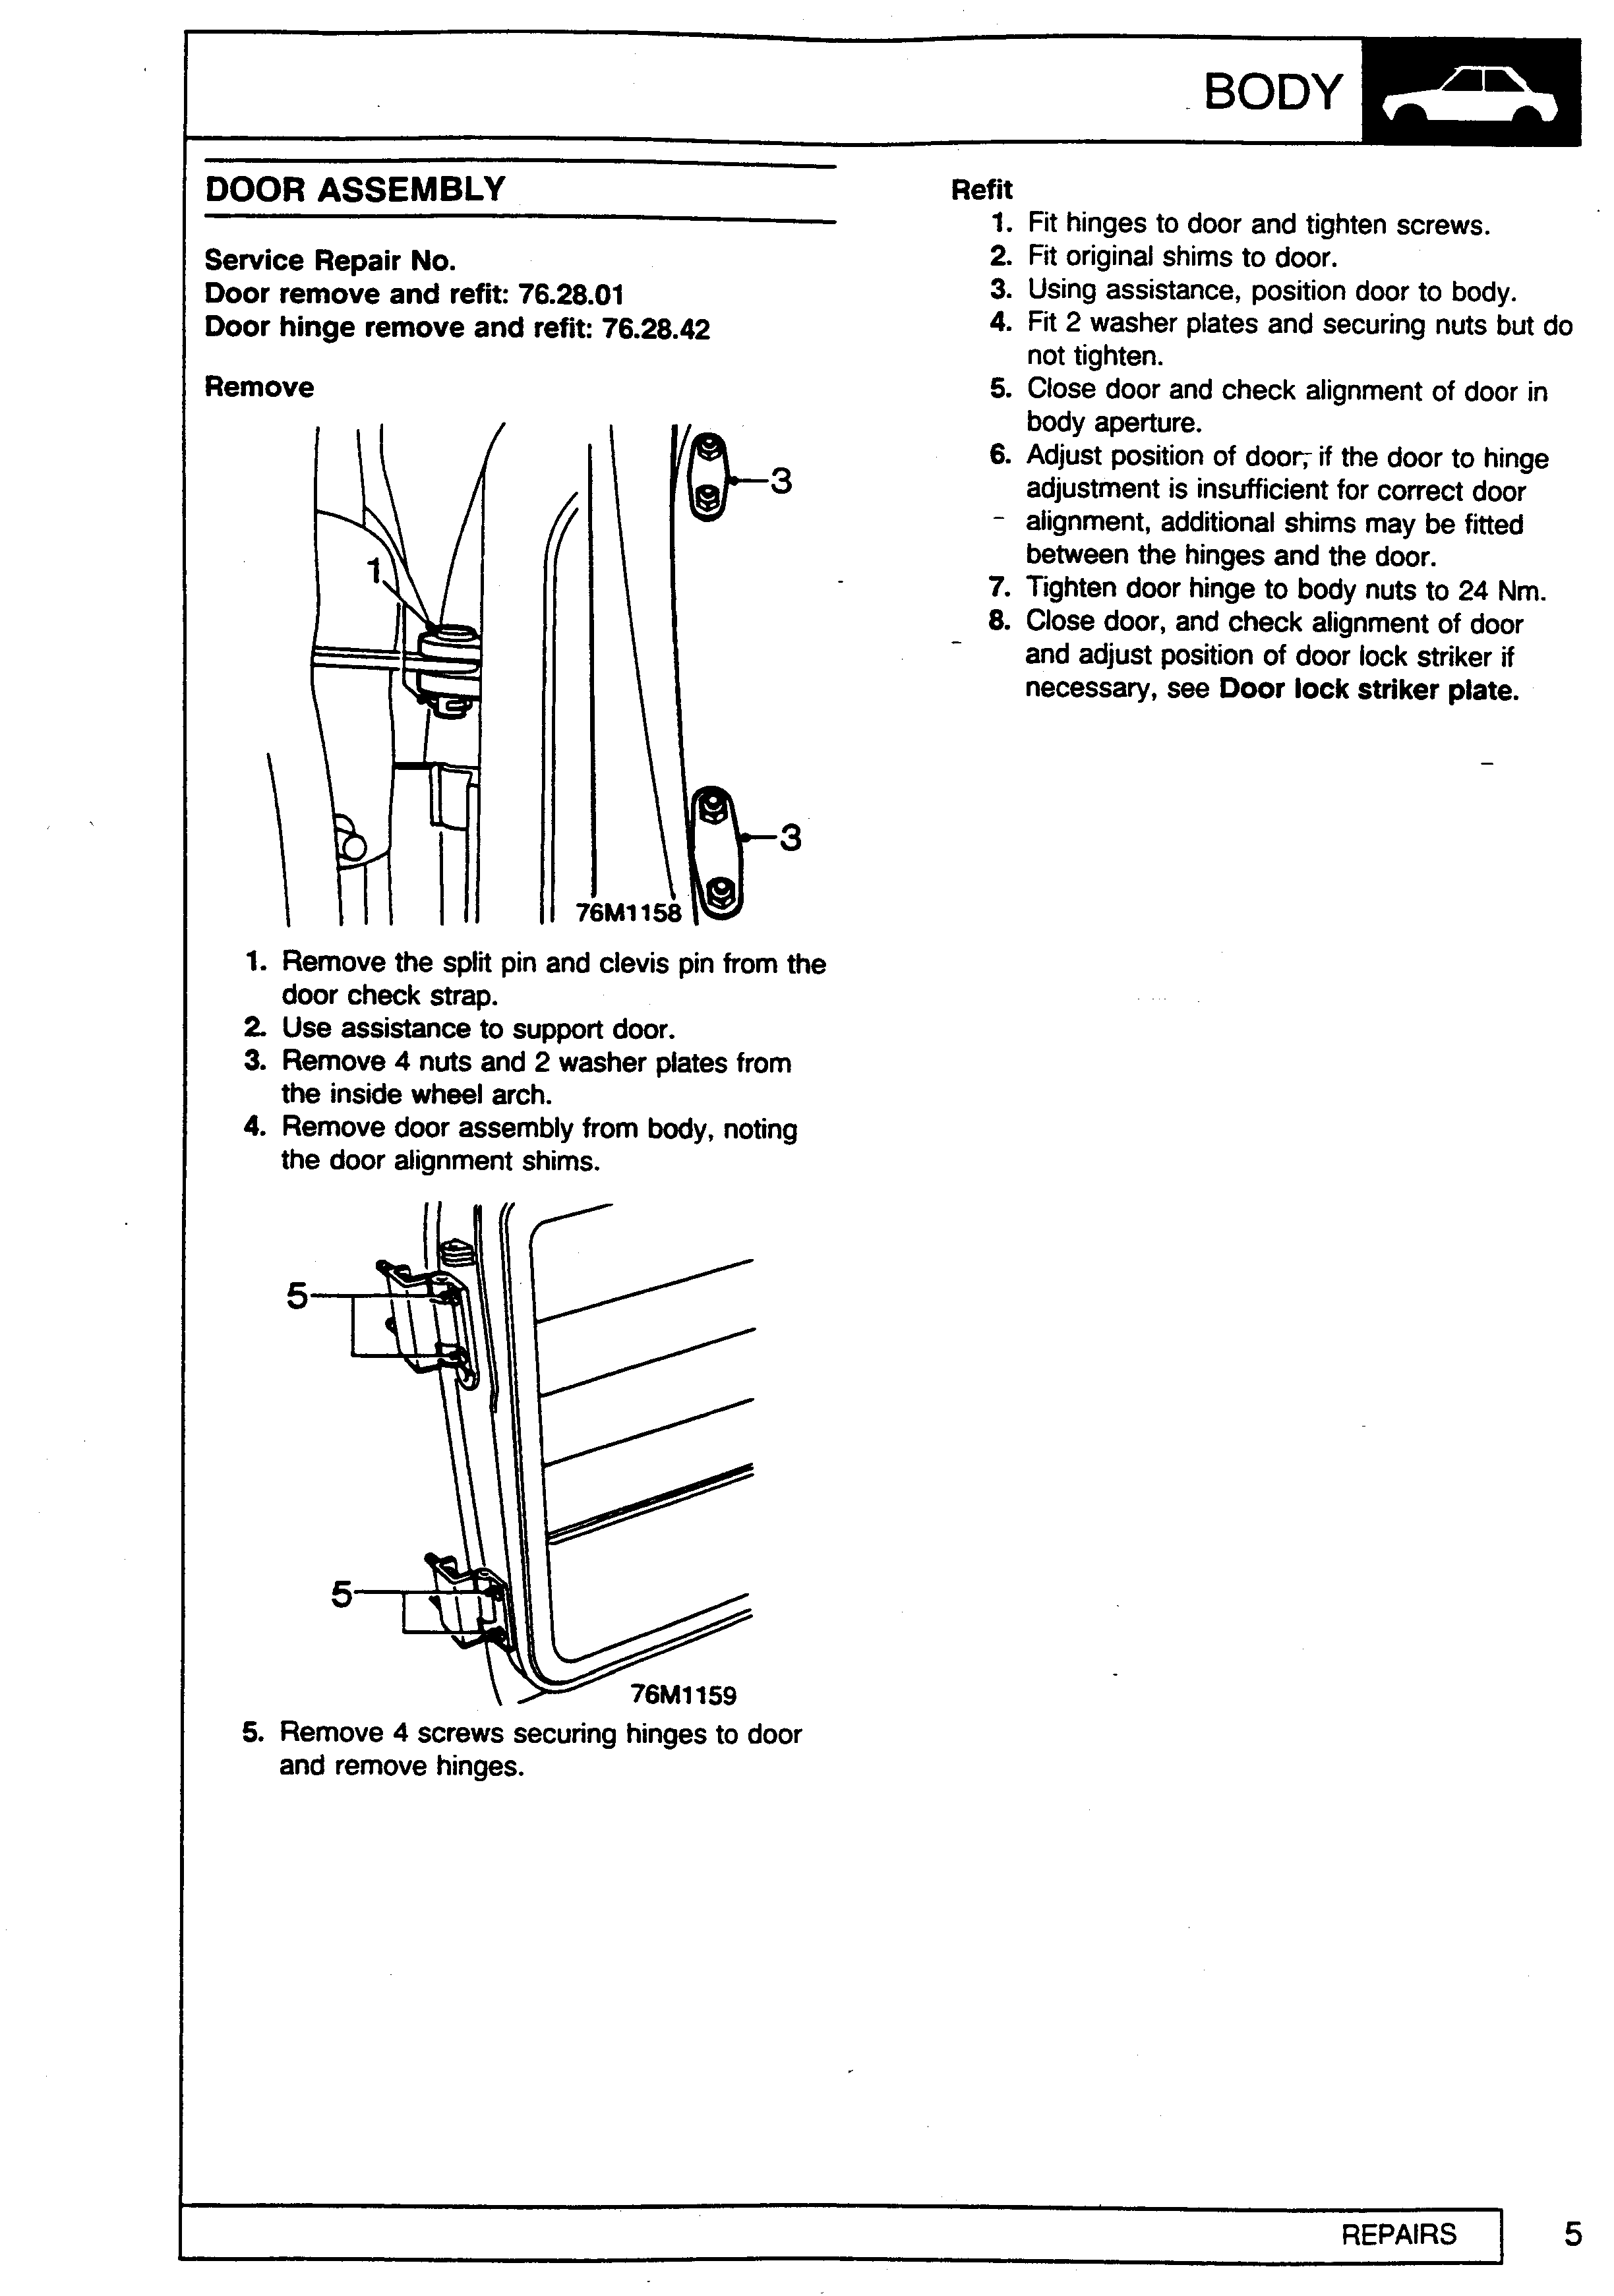 BODY
DOOR ASSEMBLY
Service Repair No.
Door remove and refit: 76.28.01
Door hinge remove and refit: 76.28.42
Remove
1
3
3
76M1158
1. Remove the split pin and clevis pin from the
door check strap.
2. Use assistance to support door.
3. Remove 4 nuts and 2 washer plates from
the inside wheel arch.
4. Remove door assembly from body, noting
the door alignment shims.
5
5
76M1159
5. Remove 4 screws securing hinges to door
and remove hinges.
Refit
1. Fit hinges to door and tighten screws.
2. Fit original shims to door.
3. Using assistance, position door to body.
4. Fit 2 washer plates and securing nuts but do
not tighten.
5. Close door and check alignment of door in
body aperture.
6. Adjust position of door, if the door to hinge
adjustment is insufficient for correct door
alignment, additional shims may be fitted
between the hinges and the door.
7. Tighten door hinge to body nuts to 24 Nm.
8. Close door, and check alignment of door
and adjust position of door lock striker if
necessary, see Door lock striker plate.
REPAIRS
5